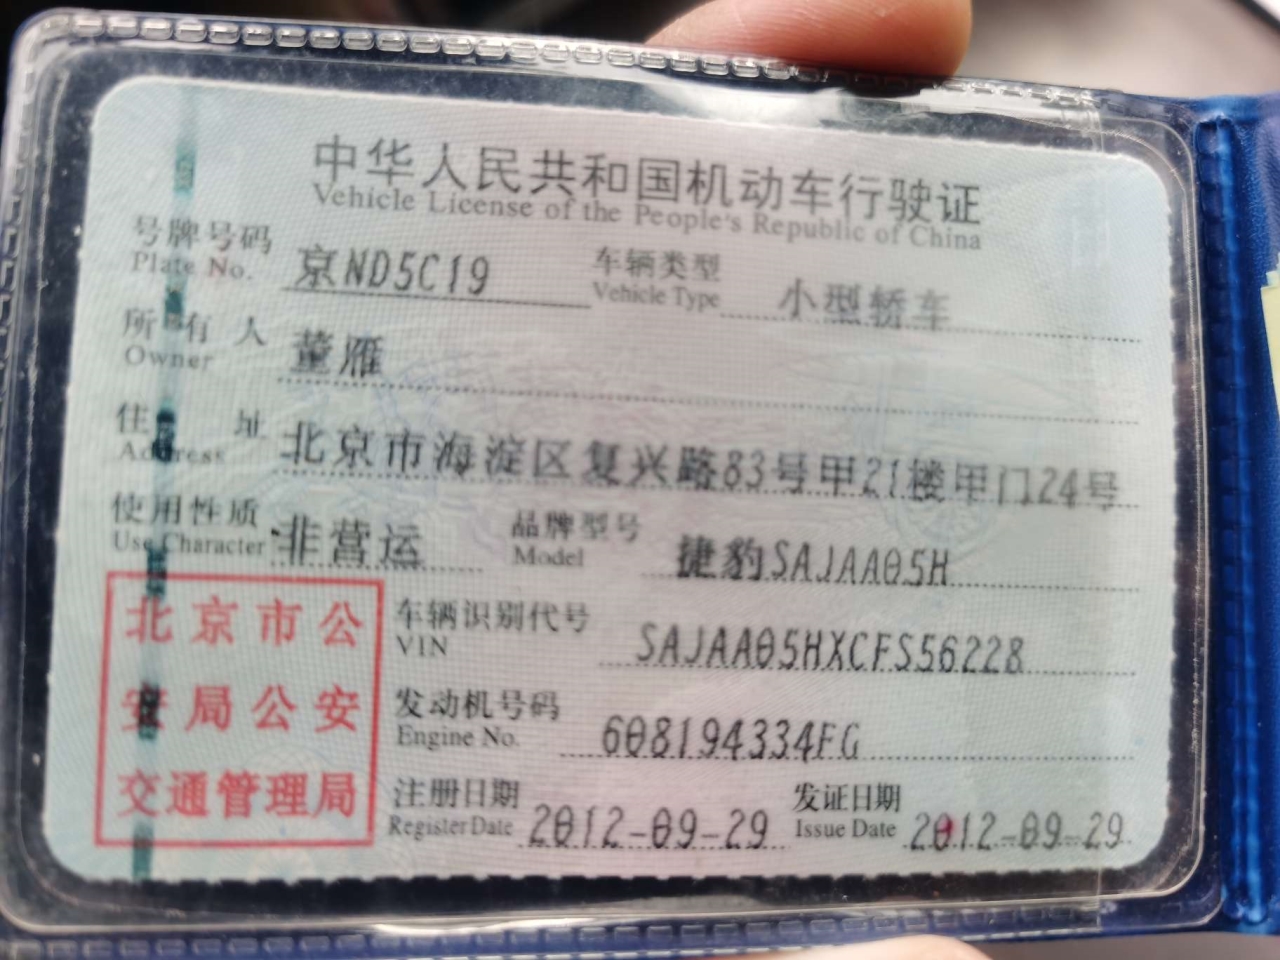 中华人民共和国机动车行驶证
Vehicle License of the People's Republic of China
号牌号码 京ND5C19 车辆类型 小型轿车
Plate No. Vehicle Type
所有人 董雁
Owner
住址 北京市海淀区复兴路83号甲21楼甲门24号
Address
使用性质 非营运 品牌型号 捷豹SAJAA05H
Use Character Model
北京市公
安局公安
交通管理局
车辆识别代号 SAJAA05HXCFS56228
VIN
发动机号码 608194334FG
Engine No.
注册日期 2012-09-29 发证日期 2012-09-29
Register Date Issue Date